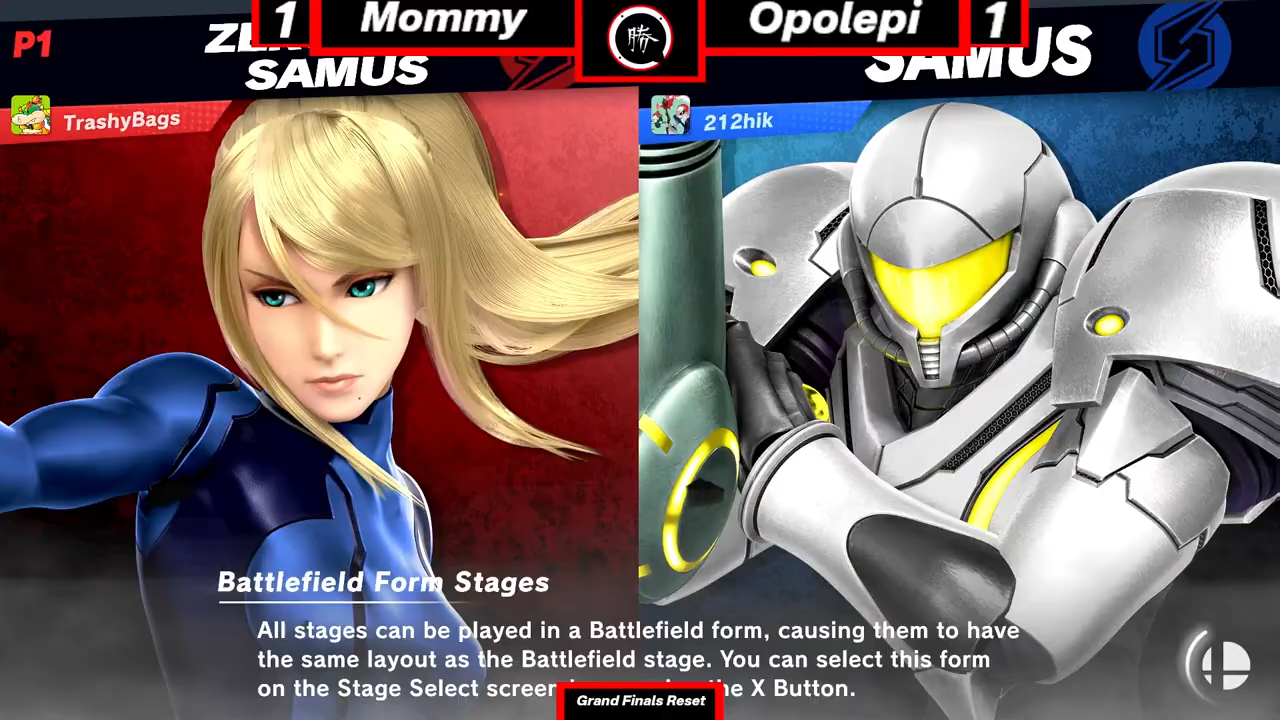 1 Mommy
勝
Opolepi 1
P1
SAMUS
SAMUS
TrashyBags
212hik
Battlefield Form Stages
All stages can be played in a Battlefield form, causing them to have
the same layout as the Battlefield stage. You can select this form
on the Stage Select screen the X Button.
Grand Finals Reset